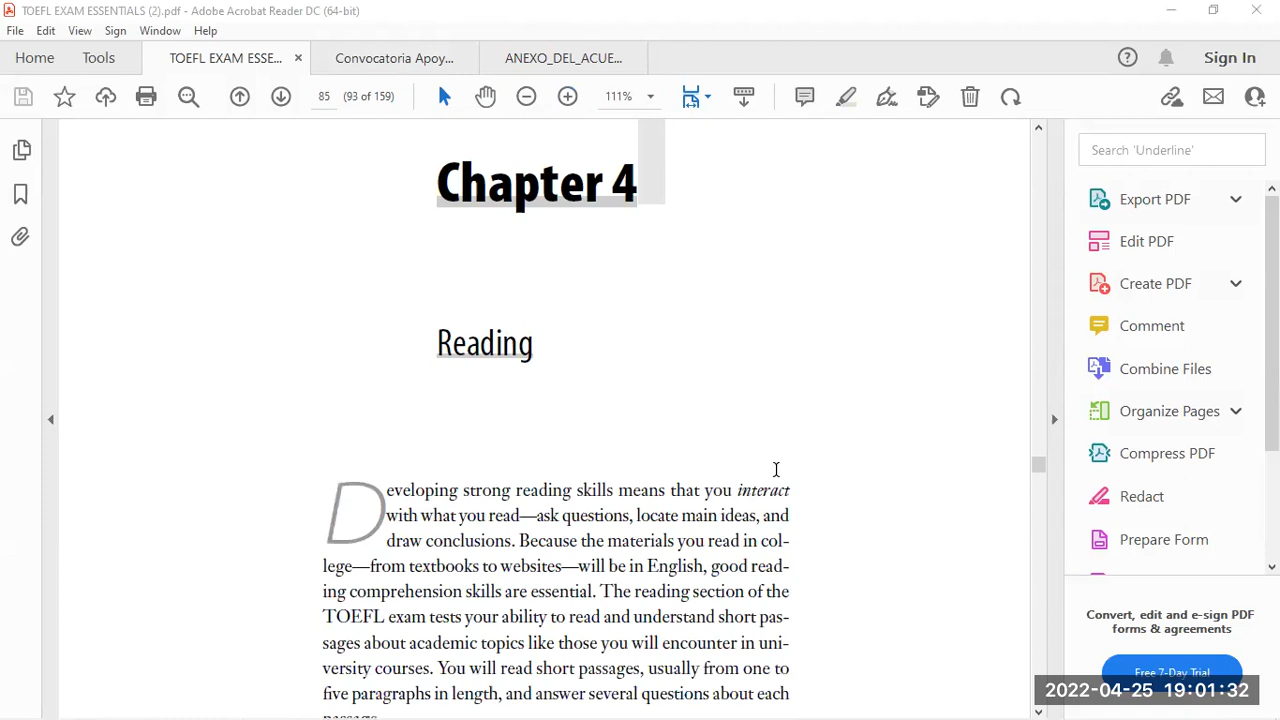 TOEFL EXAM ESSENTIALS (2).pdf - Adobe Acrobat Reader DC (64-bit)
File Edit View Sign Window Help
Home Tools TOEFL EXAM ESSE... × Convocatoria Apoy... ANEXO_DEL_ACUE... Sign In
85 (93 of 159) 111%
Chapter 4
Reading
Developing strong reading skills means that you interact
with what you read—ask questions, locate main ideas, and
draw conclusions. Because the materials you read in col-
lege—from textbooks to websites—will be in English, good read-
ing comprehension skills are essential. The reading section of the
TOEFL exam tests your ability to read and understand short pas-
sages about academic topics like those you will encounter in uni-
versity courses. You will read short passages, usually from one to
five paragraphs in length, and answer several questions about each
Search 'Underline'
Export PDF
Edit PDF
Create PDF
Comment
Combine Files
Organize Pages
Compress PDF
Redact
Prepare Form
Convert, edit and e-sign PDF
forms & agreements
Free 7-Day Trial
2022-04-25 19:01:32